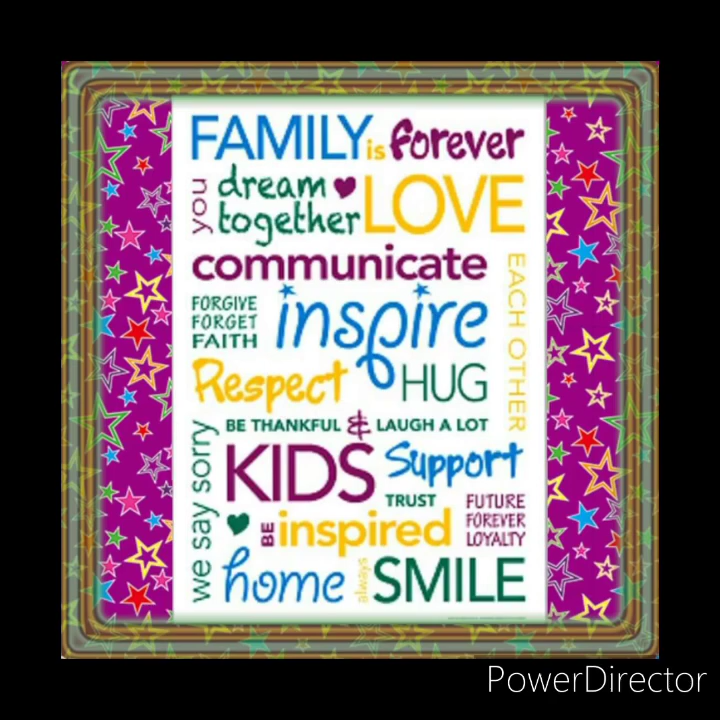 FAMILY is forever
you
dream
together
LOVE
communicate
EACH OTHER
FORGIVE
FORGET
FAITH
inspire
Respect
HUG
BE THANKFUL & LAUGH A LOT
we say sorry
KIDS
Support
TRUST
FUTURE
FOREVER
LOYALTY
BE inspired
home
always
SMILE
PowerDirector